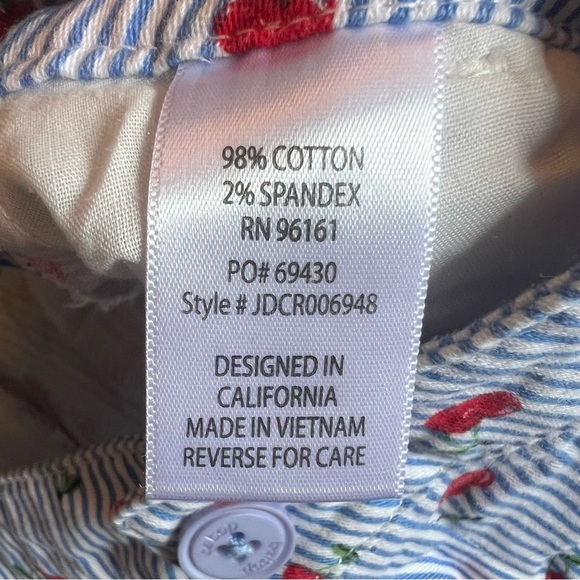 98% COTTON
2% SPANDEX
RN 96161
PO# 69430
Style # JDCR006948
DESIGNED IN
CALIFORNIA
MADE IN VIETNAM
REVERSE FOR CARE